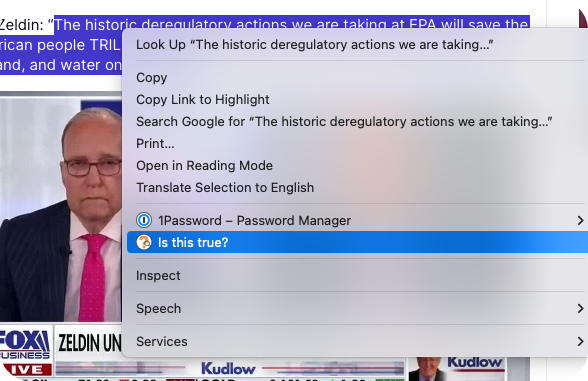 Zeldin: “The historic deregulatory actions we are taking at EPA will save the
rican people TRIL
and, and water on
Look Up “The historic deregulatory actions we are taking...”
Copy
Copy Link to Highlight
Search Google for “The historic deregulatory actions we are taking...”
Print...
Open in Reading Mode
Translate Selection to English
1Password – Password Manager
Is this true?
Inspect
Speech
Services
FOX
BUSINESS
LIVE
ZELDIN UN
Kudlow
Kudlow